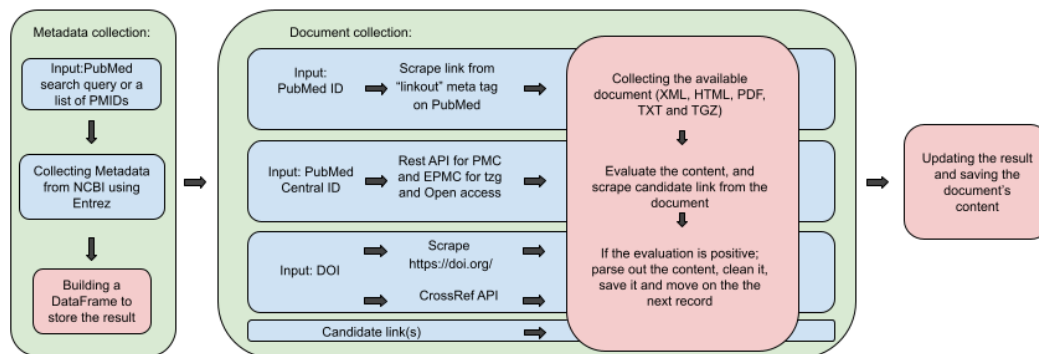 Metadata collection:
Input:PubMed
search query or a
list of PMIDs
Collecting Metadata
from NCBI using
Entrez
Building a
DataFrame to
store the result
Document collection:
Input:
PubMed ID
Scrape link from
“linkout” meta tag
on PubMed
Input: PubMed
Central ID
Rest API for PMC
and EPMC for tzg
and Open access
Input: DOI
Scrape
https://doi.org/
CrossRef API
Candidate link(s)
Collecting the available
document (XML, HTML, PDF,
TXT and TGZ)
Evaluate the content, and
scrape candidate link from the
document
If the evaluation is positive;
parse out the content, clean it,
save it and move on the the
next record
Updating the result
and saving the
document's
content